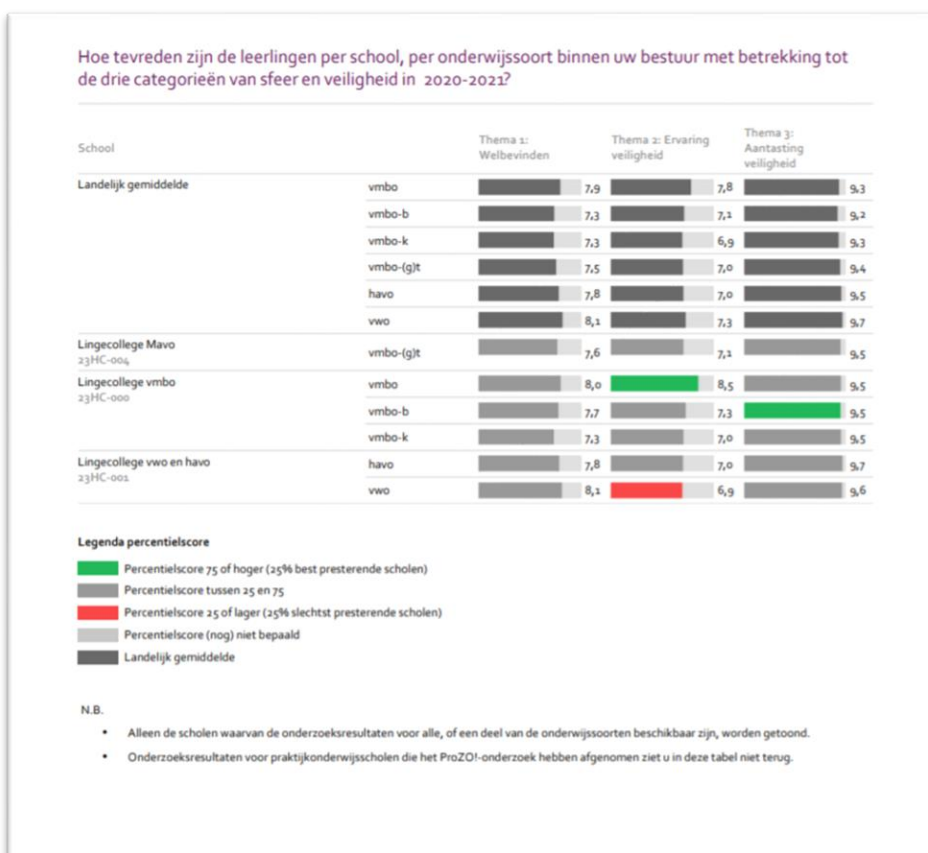 Hoe tevreden zijn de leerlingen per school, per onderwijssoort binnen uw bestuur met betrekking tot
de drie categorieën van sfeer en veiligheid in 2020-2021?
School
Thema 1:
Welbevinden
Thema 2: Ervaring
veiligheid
Thema 3:
Aantasting
veiligheid
Landelijk gemiddelde vmbo 7,9 7,8 9,3
vmbo-b 7,3 7,1 9,2
vmbo-k 7,3 6,9 9,3
vmbo-(g)t 7,5 7,0 9,4
havo 7,8 7,0 9,5
vwo 8,1 7,3 9,7
Lingecollege Mavo
23HC-004
vmbo-(g)t 7,6 7,1 9,5
Lingecollege vmbo
23HC-000
vmbo 8,0 8,5 9,5
vmbo-b 7,7 7,3 9,5
vmbo-k 7,3 7,0 9,5
Lingecollege vwo en havo
23HC-001
havo 7,8 7,0 9,7
vwo 8,1 6,9 9,6
Legenda percentielscore
Percentielscore 75 of hoger (25% best presterende scholen)
Percentielscore tussen 25 en 75
Percentielscore 25 of lager (25% slechtst presterende scholen)
Percentielscore (nog) niet bepaald
Landelijk gemiddelde
N.B.
• Alleen de scholen waarvan de onderzoeksresultaten voor alle, of een deel van de onderwijssoorten beschikbaar zijn, worden getoond.
• Onderzoeksresultaten voor praktijkonderwijsscholen die het ProZO!-onderzoek hebben afgenomen ziet u in deze tabel niet terug.